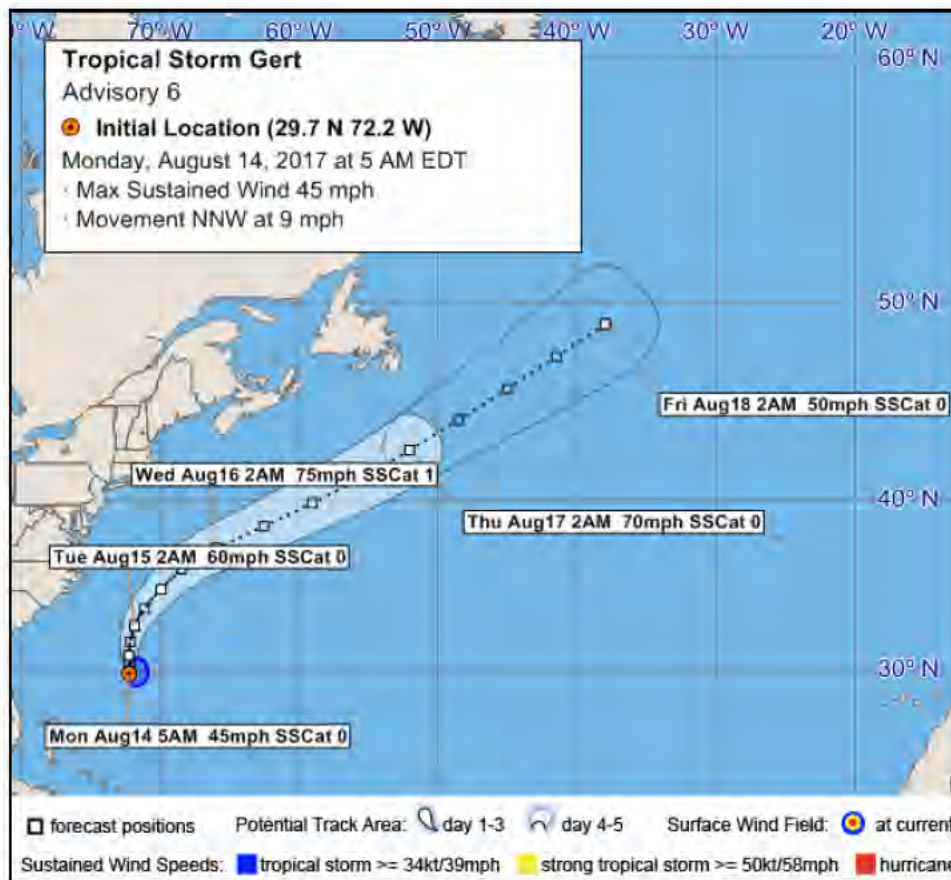 0° W 70° W 60° W 50° W 40° W 30° W 20° W
60° N
Tropical Storm Gert
Advisory 6
Initial Location (29.7 N 72.2 W)
Monday, August 14, 2017 at 5 AM EDT
· Max Sustained Wind 45 mph
· Movement NNW at 9 mph
50° N
Fri Aug18 2AM 50mph SSCat 0
Wed Aug16 2AM 75mph SSCat 1
40° N
Thu Aug17 2AM 70mph SSCat 0
Tue Aug15 2AM 60mph SSCat 0
30° N
Mon Aug14 5AM 45mph SSCat 0
forecast positions Potential Track Area: day 1-3 day 4-5 Surface Wind Field: at current
Sustained Wind Speeds: tropical storm >= 34kt/39mph strong tropical storm >= 50kt/58mph hurricane